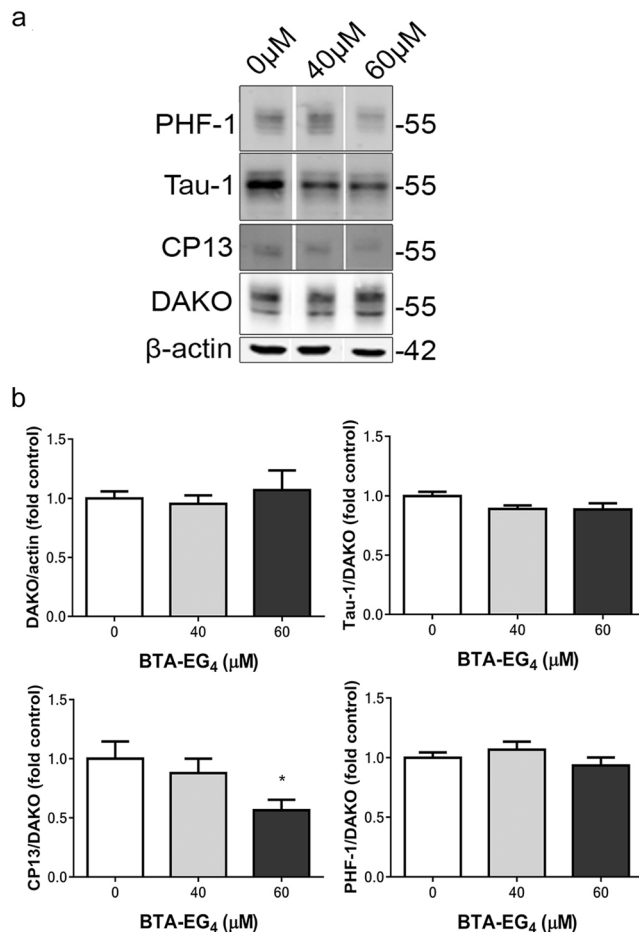 a
0µM 40µM 60µM
PHF-1 -55
Tau-1 -55
CP13 -55
DAKO -55
β-actin -42
b
DAKO/actin (fold control)
1.5
1.0
0.5
0.0
0 40 60
BTA-EG₄ (µM)
Tau-1/DAKO (fold control)
1.5
1.0
0.5
0.0
0 40 60
BTA-EG₄ (µM)
CP13/DAKO (fold control)
1.5
1.0
0.5
0.0
*
0 40 60
BTA-EG₄ (µM)
PHF-1/DAKO (fold control)
1.5
1.0
0.5
0.0
0 40 60
BTA-EG₄ (µM)